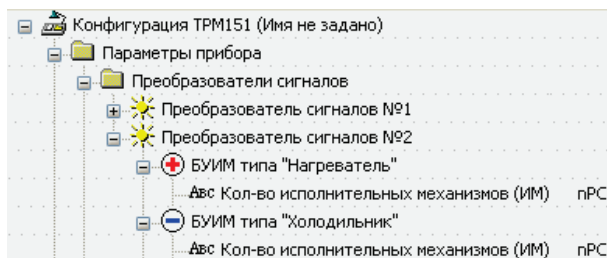 Конфигурация ТРМ151 (Имя не задано)
Параметры прибора
Преобразователи сигналов
Преобразователь сигналов №1
Преобразователь сигналов №2
БУИМ типа "Нагреватель"
Авс Кол-во исполнительных механизмов (ИМ) nPC
БУИМ типа "Холодильник"
Авс Кол-во исполнительных механизмов (ИМ) nPC